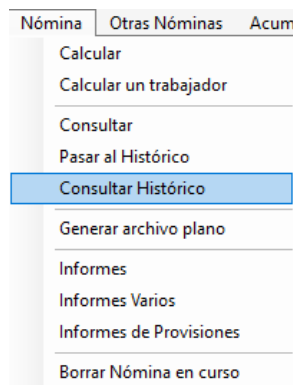 Nómina Otras Nóminas Acum
Calcular
Calcular un trabajador
Consultar
Pasar al Histórico
Consultar Histórico
Generar archivo plano
Informes
Informes Varios
Informes de Provisiones
Borrar Nómina en curso